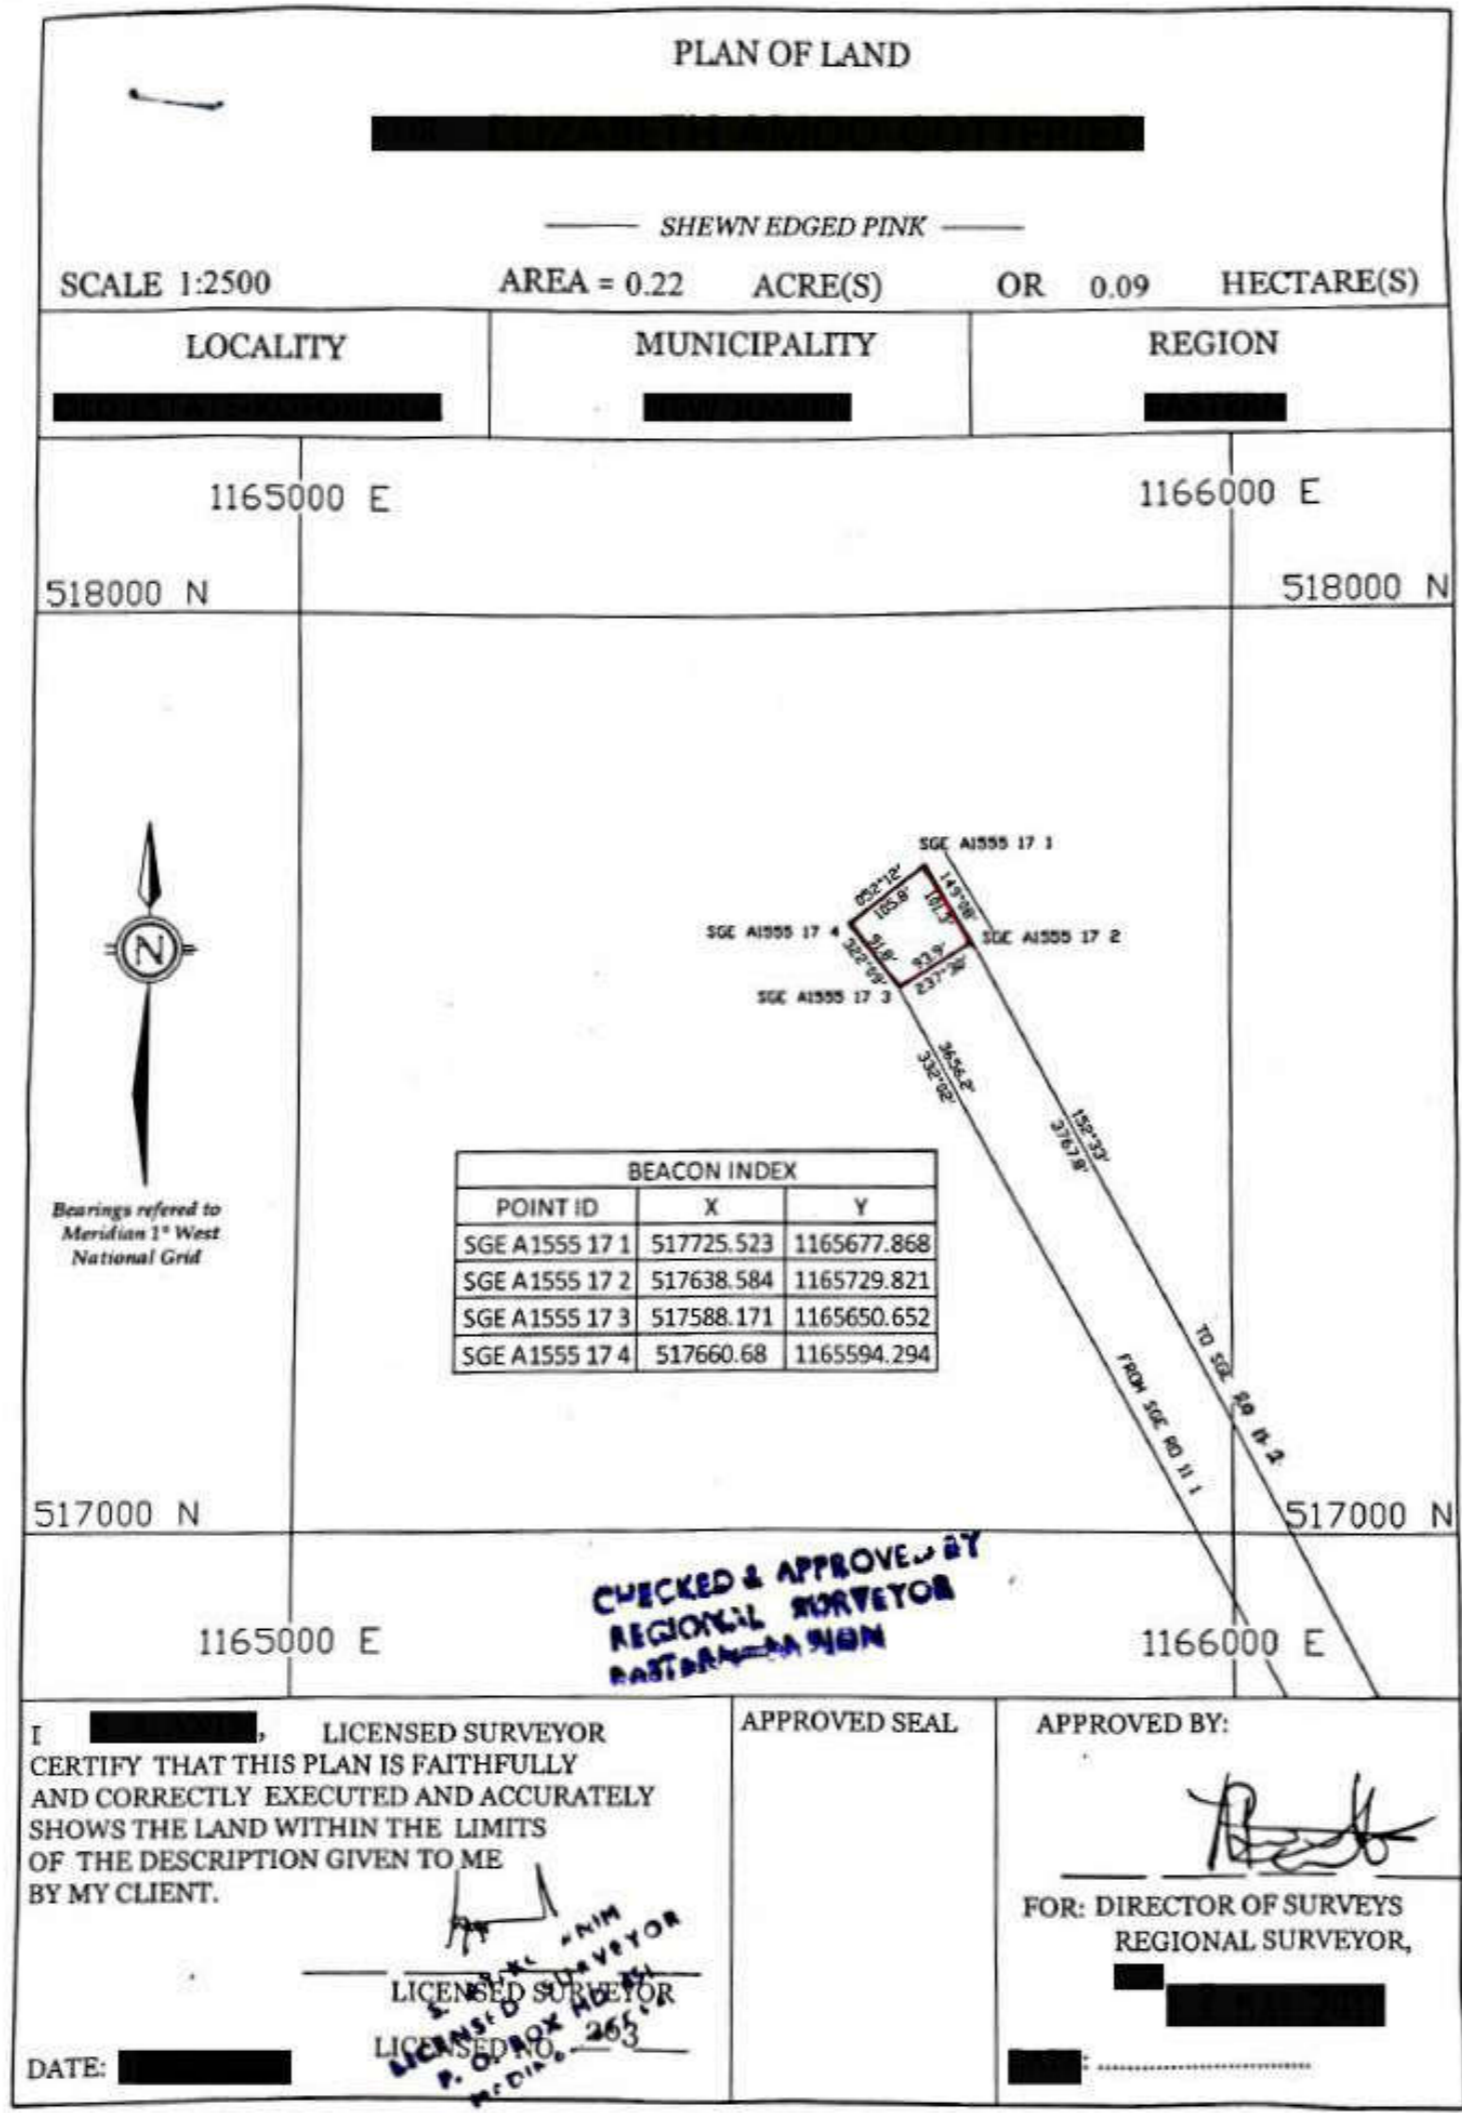 PLAN OF LAND
SHEWN EDGED PINK
SCALE 1:2500 AREA = 0.22 ACRE(S) OR 0.09 HECTARE(S)
LOCALITY MUNICIPALITY REGION
1165000 E 1166000 E
518000 N 518000 N
SGE A1555 17 1
052°12'
105.8'
149°08'
101.3'
SGE A1555 17 4
SGE A1555 17 2
91.8'
322°09'
93.9'
SGE A1555 17 3
3656.2'
332°02'
152°33'
3767.8'
N
Bearings refered to
Meridian 1° West
National Grid
BEACON INDEX
POINT ID X Y
SGE A1555 17 1 517725.523 1165677.868
SGE A1555 17 2 517638.584 1165729.821
SGE A1555 17 3 517588.171 1165650.652
SGE A1555 17 4 517660.68 1165594.294
FROM SGE RO 11 1
TO SGE
517000 N 517000 N
CHECKED & APPROVED BY
REGIONAL SURVEYOR
1165000 E 1166000 E
I , LICENSED SURVEYOR
CERTIFY THAT THIS PLAN IS FAITHFULLY
AND CORRECTLY EXECUTED AND ACCURATELY
SHOWS THE LAND WITHIN THE LIMITS
OF THE DESCRIPTION GIVEN TO ME
BY MY CLIENT.
LICENSED SURVEYOR
LICENSED NO. 263
LICENSED SURVEYOR
P. O. BOX
DATE:
APPROVED SEAL
APPROVED BY:
FOR: DIRECTOR OF SURVEYS
REGIONAL SURVEYOR,